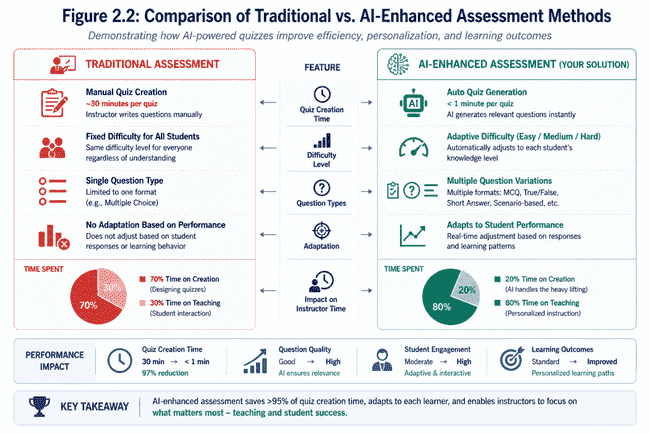 Figure 2.2: Comparison of Traditional vs. AI-Enhanced Assessment Methods
Demonstrating how AI-powered quizzes improve efficiency, personalization, and learning outcomes
TRADITIONAL ASSESSMENT
FEATURE
AI-ENHANCED ASSESSMENT (YOUR SOLUTION)
Manual Quiz Creation
~30 minutes per quiz
Instructor writes questions manually
Quiz Creation
Time
AI
Auto Quiz Generation
< 1 minute per quiz
AI generates relevant questions instantly
Fixed Difficulty for All Students
Same difficulty level for everyone
regardless of understanding
Difficulty
Level
Adaptive Difficulty (Easy / Medium / Hard)
Automatically adjusts to each student's
knowledge level
Single Question Type
Limited to one format
(e.g., Multiple Choice)
Question Types
Multiple Question Variations
Multiple formats: MCQ, True/False,
Short Answer, Scenario-based, etc.
No Adaptation Based on Performance
Does not adjust based on student
responses or learning behavior
Adaptation
Adapts to Student Performance
Real-time adjustment based on responses
and learning patterns
TIME SPENT
70%
30%
70% Time on Creation
(Designing quizzes)
30% Time on Teaching
(Student interaction)
Impact on
Instructor Time
TIME SPENT
20%
80%
20% Time on Creation
(AI handles the heavy lifting)
80% Time on Teaching
(Personalized instruction)
PERFORMANCE
IMPACT
Quiz Creation Time
30 min → < 1 min
97% reduction
Question Quality
Good → High
AI ensures relevance
Student Engagement
Moderate → High
Adaptive & interactive
Learning Outcomes
Standard → Improved
Personalized learning paths
KEY TAKEAWAY
AI-enhanced assessment saves >95% of quiz creation time, adapts to each learner, and enables instructors to focus on
what matters most – teaching and student success.